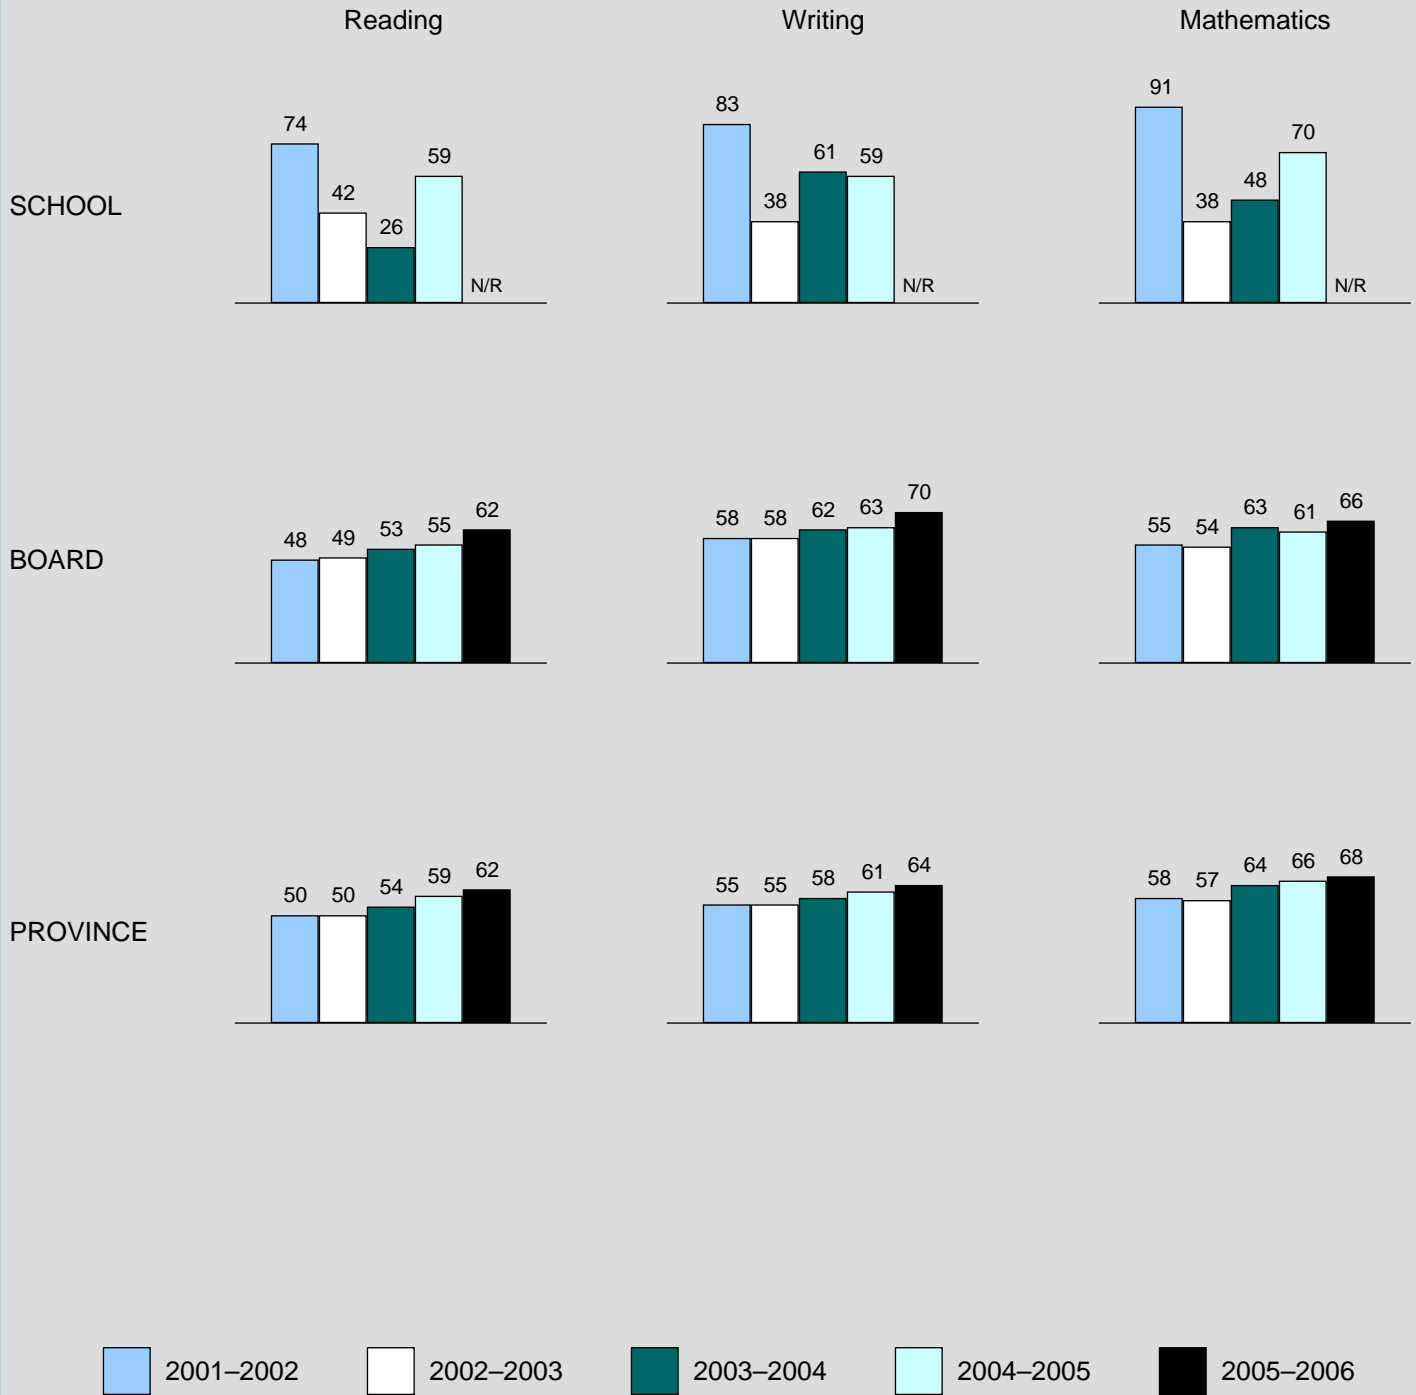 Reading Writing Mathematics
SCHOOL
74 42 26 59 N/R
83 38 61 59 N/R
91 38 48 70 N/R
BOARD
48 49 53 55 62
58 58 62 63 70
55 54 63 61 66
PROVINCE
50 50 54 59 62
55 55 58 61 64
58 57 64 66 68
2001–2002 2002–2003 2003–2004 2004–2005 2005–2006